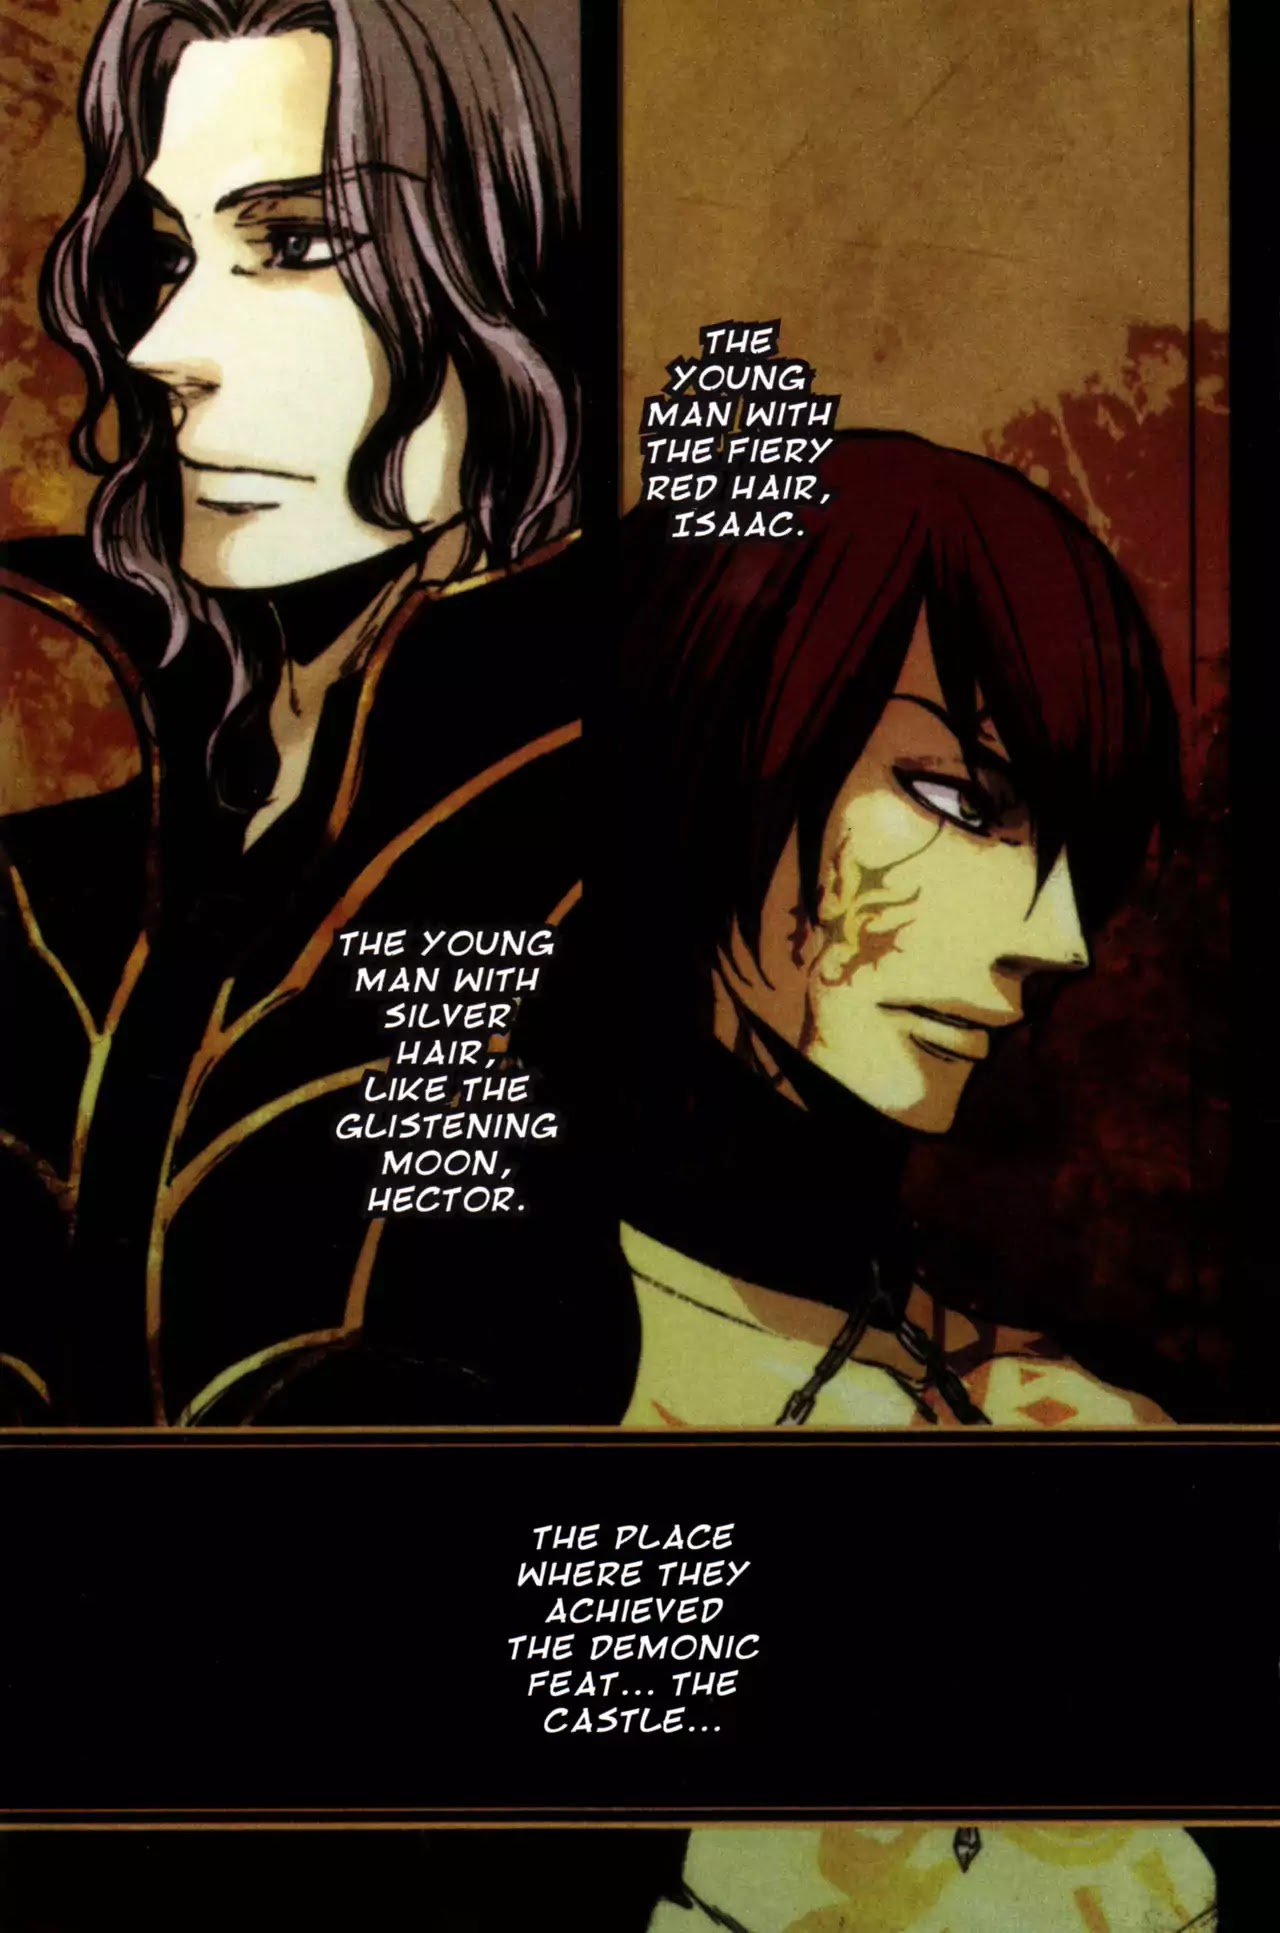 THE
YOUNG
MAN WITH
THE FIERY
RED HAIR,
ISAAC.
THE YOUNG
MAN WITH
SILVER
HAIR,
LIKE THE
GLISTENING
MOON,
HECTOR.
THE PLACE
WHERE THEY
ACHIEVED
THE DEMONIC
FEAT... THE
CASTLE...